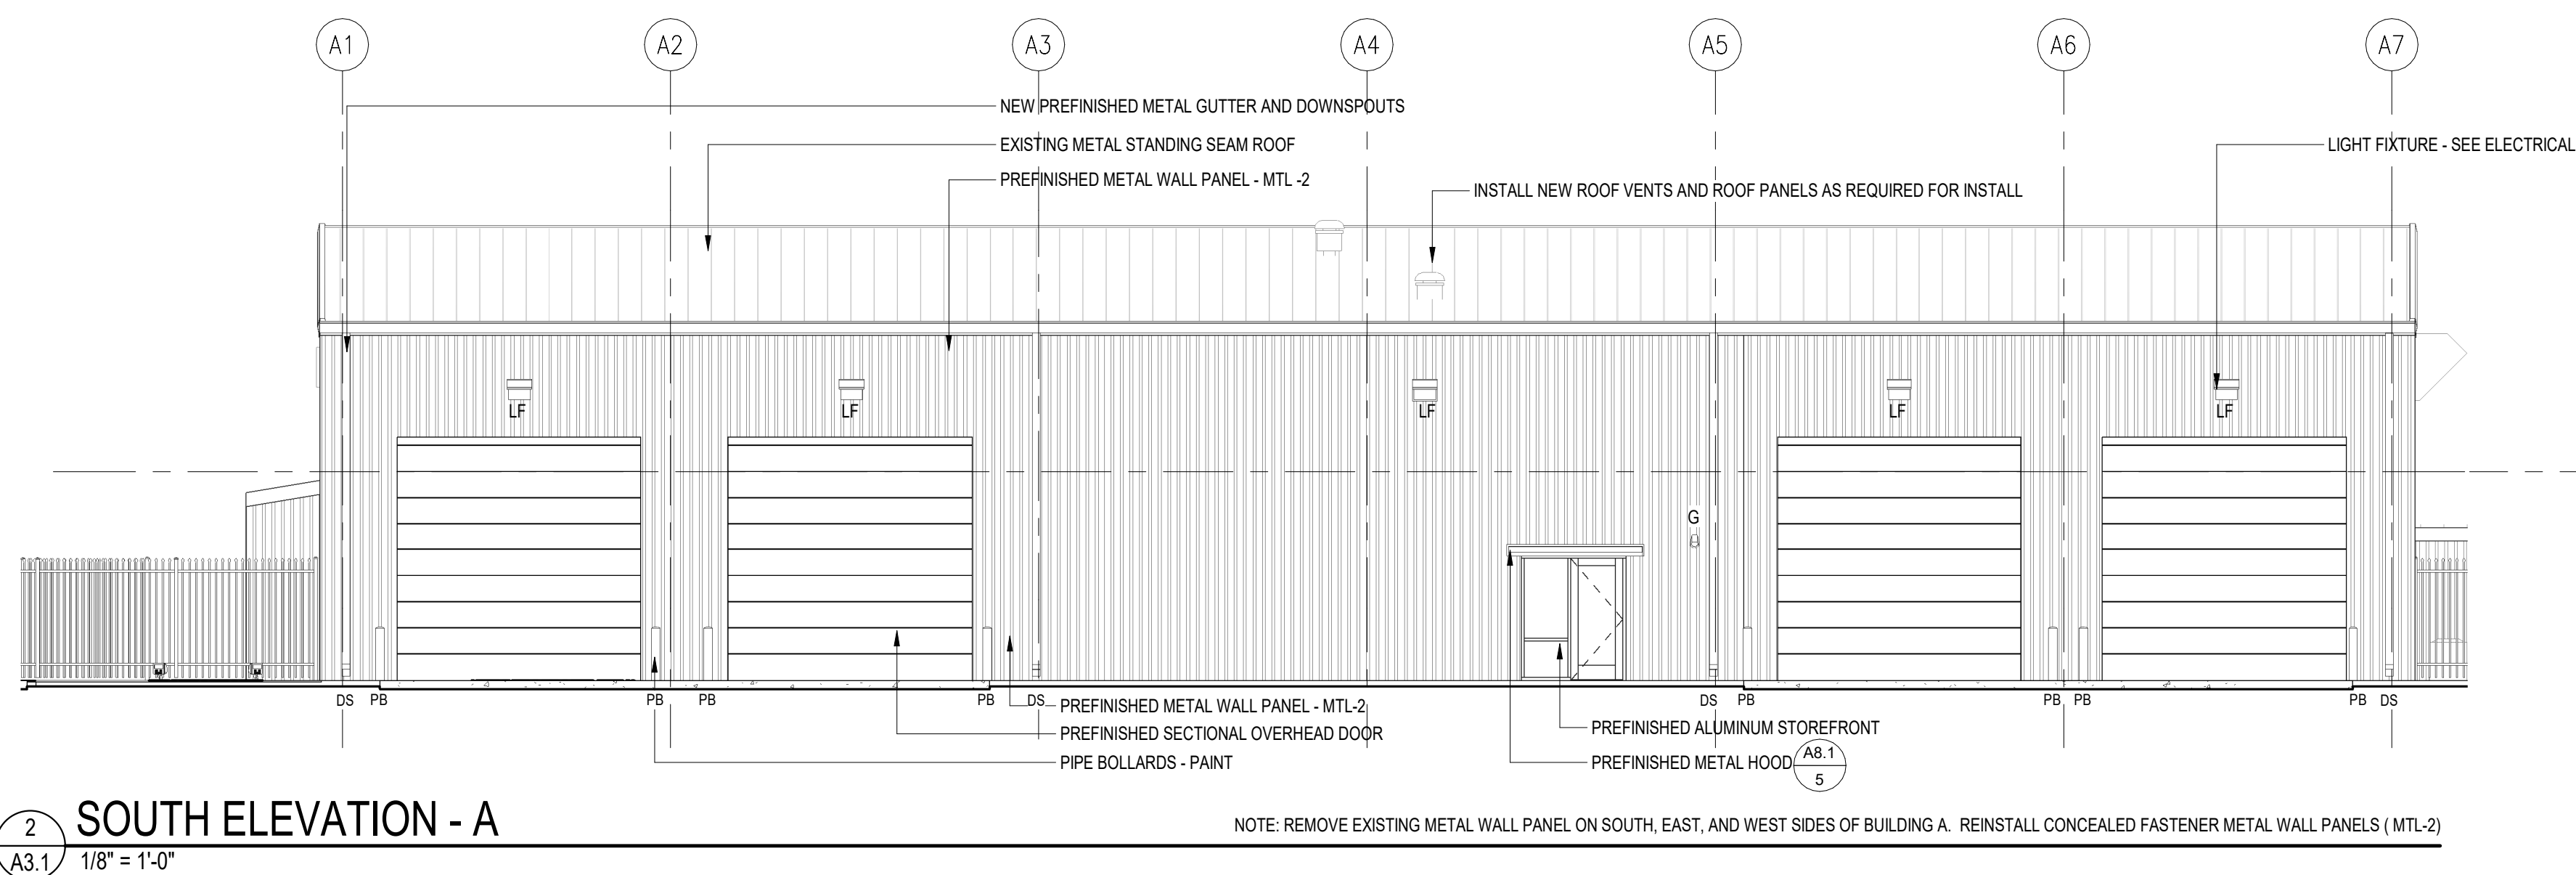 A1 A2 A3 A4 A5 A6 A7
NEW PREFINISHED METAL GUTTER AND DOWNSPOUTS
EXISTING METAL STANDING SEAM ROOF
LIGHT FIXTURE - SEE ELECTRICAL
PREFINISHED METAL WALL PANEL - MTL -2
INSTALL NEW ROOF VENTS AND ROOF PANELS AS REQUIRED FOR INSTALL
LF LF LF LF LF
G
DS PB PB PB PB DS DS PB PB PB PB DS
PREFINISHED METAL WALL PANEL - MTL-2
PREFINISHED SECTIONAL OVERHEAD DOOR
PIPE BOLLARDS - PAINT
PREFINISHED ALUMINUM STOREFRONT
PREFINISHED METAL HOOD
A8.1
5
2
A3.1
SOUTH ELEVATION - A
1/8" = 1'-0"
NOTE: REMOVE EXISTING METAL WALL PANEL ON SOUTH, EAST, AND WEST SIDES OF BUILDING A. REINSTALL CONCEALED FASTENER METAL WALL PANELS ( MTL-2)